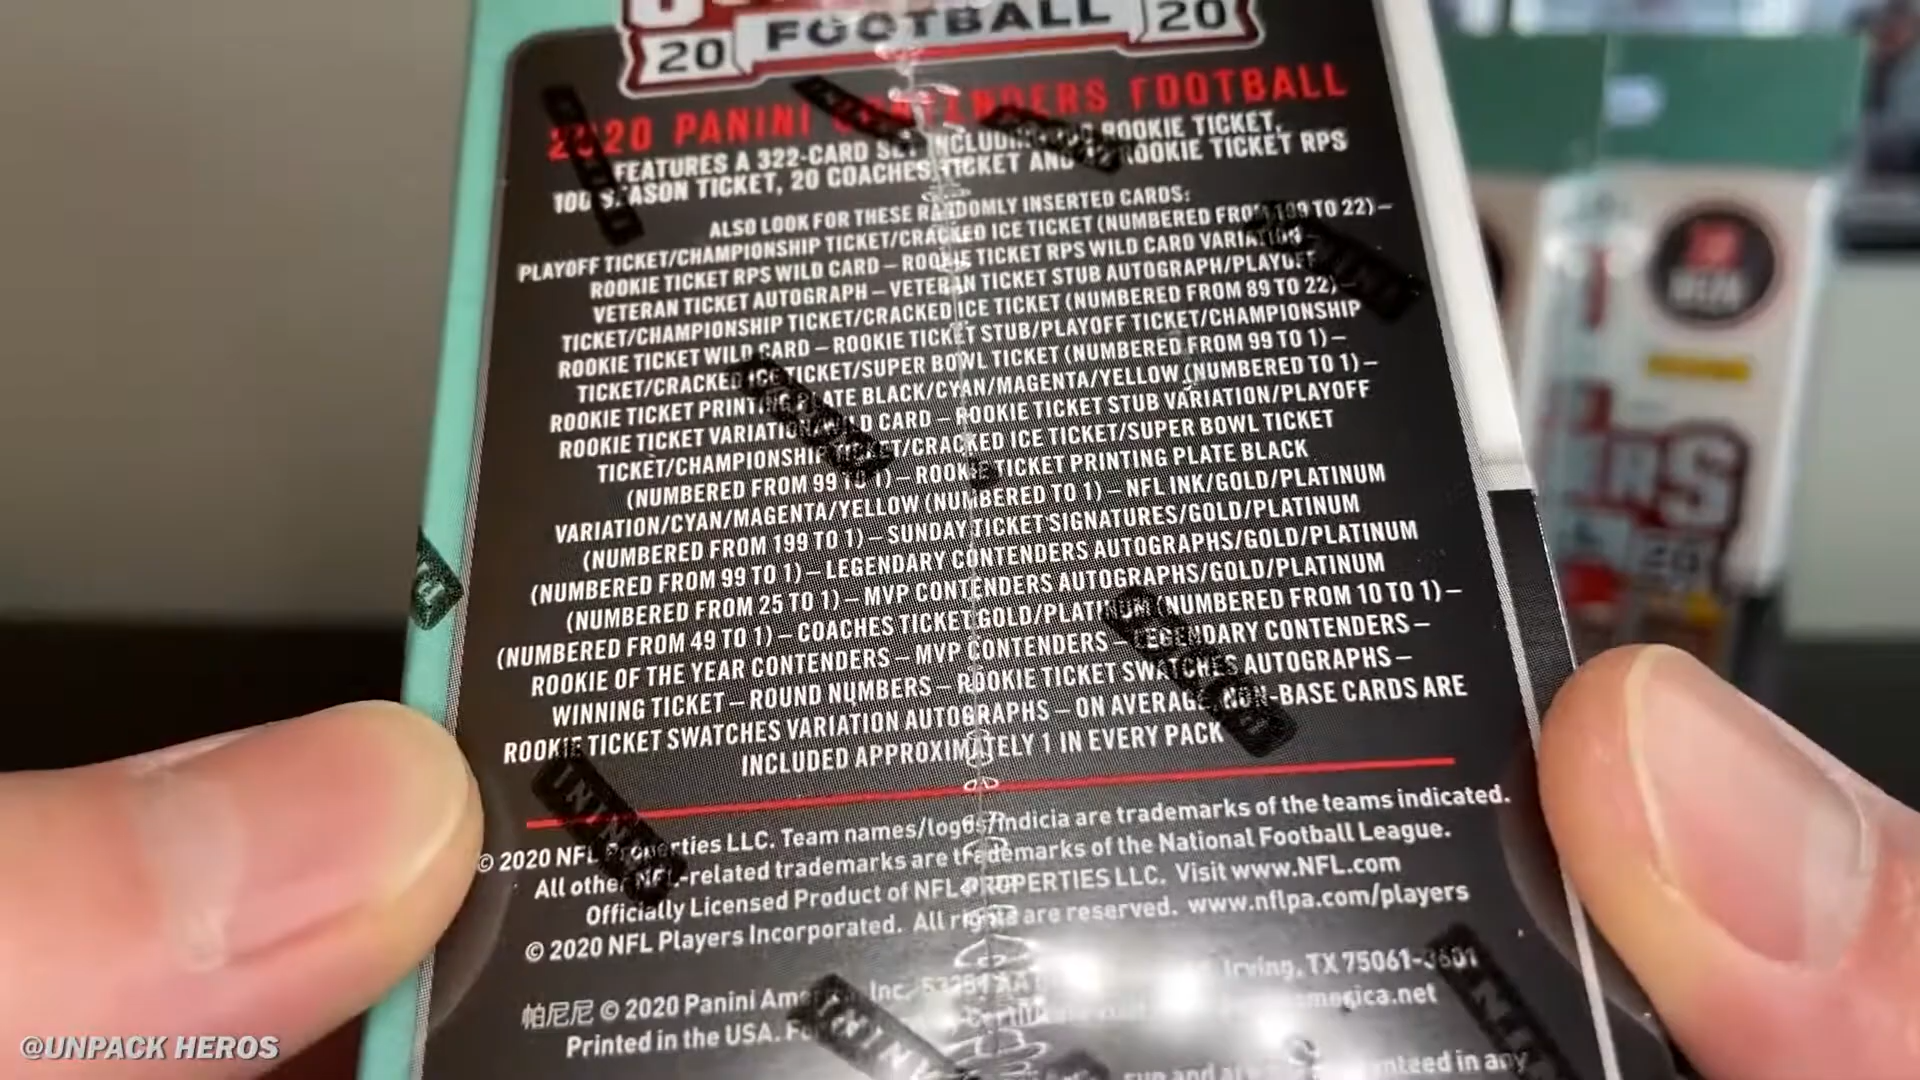 20 FOOTBALL 20
2020 PANINI CONTENDERS FOOTBALL
FEATURES A 322-CARD SET INCLUDING ROOKIE TICKET,
100 SEASON TICKET, 20 COACHES TICKET AND ROOKIE TICKET RPS
ALSO LOOK FOR THESE RANDOMLY INSERTED CARDS:
PLAYOFF TICKET/CHAMPIONSHIP TICKET/CRACKED ICE TICKET (NUMBERED FROM 199 TO 22) –
ROOKIE TICKET RPS WILD CARD – ROOKIE TICKET RPS WILD CARD VARIATION –
VETERAN TICKET AUTOGRAPH – VETERAN TICKET STUB AUTOGRAPH/PLAYOFF
TICKET/CHAMPIONSHIP TICKET/CRACKED ICE TICKET (NUMBERED FROM 89 TO 22) –
ROOKIE TICKET WILD CARD – ROOKIE TICKET STUB/PLAYOFF TICKET/CHAMPIONSHIP
TICKET/CRACKED ICE TICKET/SUPER BOWL TICKET (NUMBERED FROM 99 TO 1) –
ROOKIE TICKET PRINTING PLATE BLACK/CYAN/MAGENTA/YELLOW (NUMBERED TO 1) –
ROOKIE TICKET VARIATION/WILD CARD – ROOKIE TICKET STUB VARIATION/PLAYOFF
TICKET/CHAMPIONSHIP TICKET/CRACKED ICE TICKET/SUPER BOWL TICKET
(NUMBERED FROM 99 TO 1) – ROOKIE TICKET PRINTING PLATE BLACK
VARIATION/CYAN/MAGENTA/YELLOW (NUMBERED TO 1) – NFL INK/GOLD/PLATINUM
(NUMBERED FROM 199 TO 1) – SUNDAY TICKET SIGNATURES/GOLD/PLATINUM
(NUMBERED FROM 99 TO 1) – LEGENDARY CONTENDERS AUTOGRAPHS/GOLD/PLATINUM
(NUMBERED FROM 25 TO 1) – MVP CONTENDERS AUTOGRAPHS/GOLD/PLATINUM
(NUMBERED FROM 49 TO 1) – COACHES TICKET GOLD/PLATINUM (NUMBERED FROM 10 TO 1) –
ROOKIE OF THE YEAR CONTENDERS – MVP CONTENDERS – LEGENDARY CONTENDERS –
WINNING TICKET – ROUND NUMBERS – ROOKIE TICKET SWATCHES AUTOGRAPHS –
ROOKIE TICKET SWATCHES VARIATION AUTOGRAPHS – ON AVERAGE, NON-BASE CARDS ARE
INCLUDED APPROXIMATELY 1 IN EVERY PACK
© 2020 NFL Properties LLC. Team names/logos/indicia are trademarks of the teams indicated.
All other NFL-related trademarks are trademarks of the National Football League.
Officially Licensed Product of NFL PROPERTIES LLC. Visit www.NFL.com
© 2020 NFL Players Incorporated. All rights are reserved. www.nflpa.com/players
帕尼尼 © 2020 Panini America, Inc. Irving, TX 75061-3601
Printed in the USA.
@UNPACK HEROS